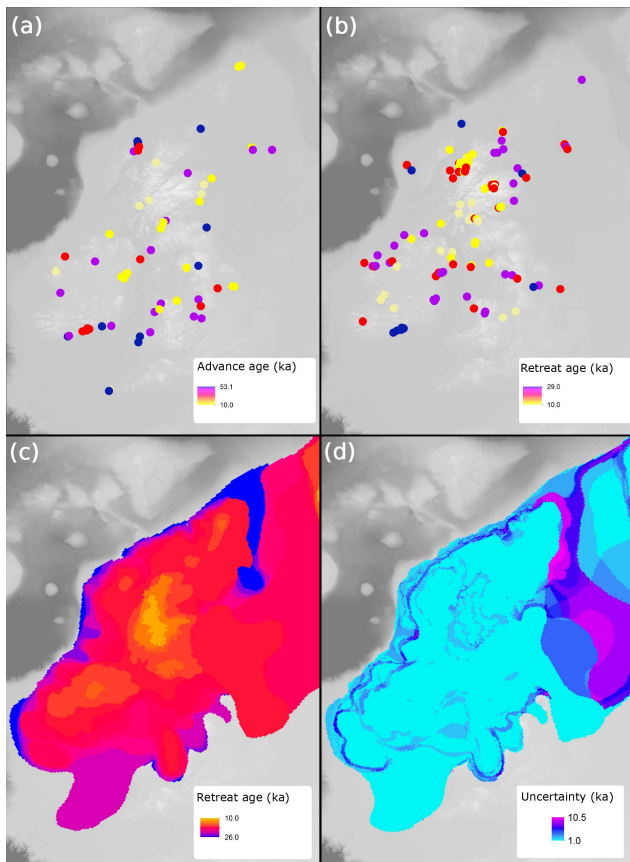 (a)
(b)
Advance age (ka)
53.1
10.0
Retreat age (ka)
29.0
10.0
(c)
(d)
Retreat age (ka)
10.0
26.0
Uncertainty (ka)
10.5
1.0